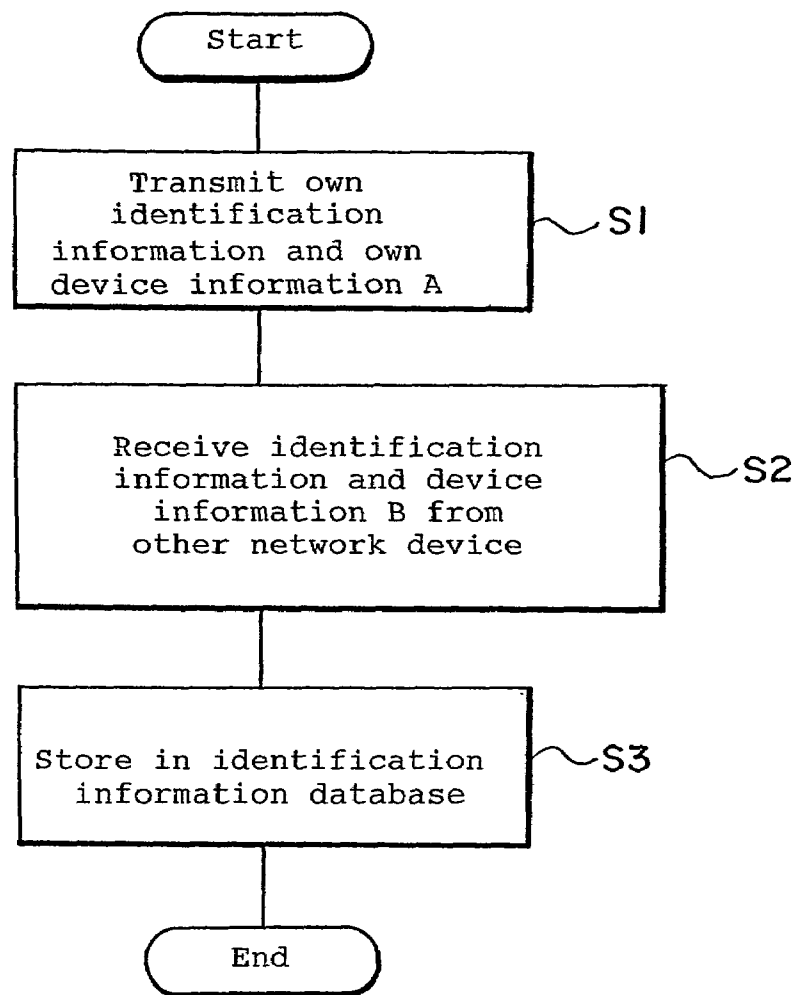 Start
Transmit own
identification
information and own
device information A
S1
Receive identification
information and device
information B from
other network device
S2
Store in identification
information database
S3
End